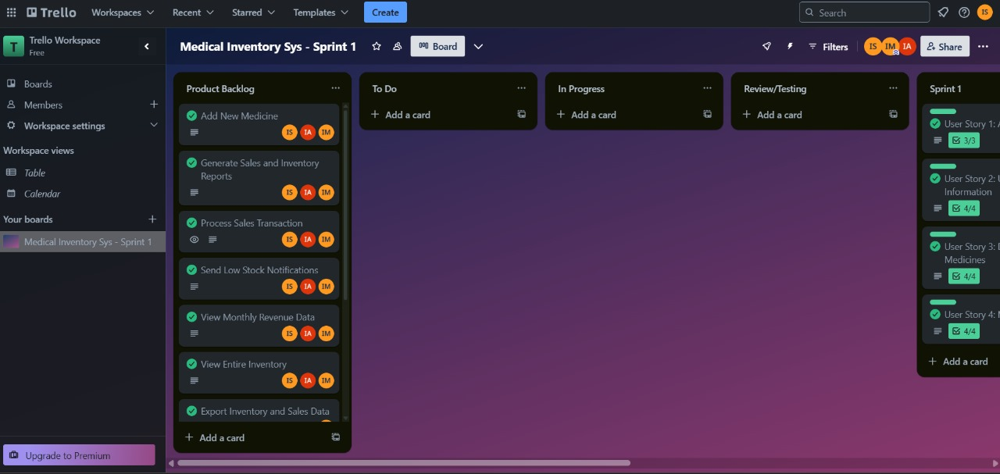 Trello
Workspaces
Recent
Starred
Templates
Create
Search
IS
T
Trello Workspace
Free
Boards
Members
Workspace settings
Workspace views
Table
Calendar
Your boards
Medical Inventory Sys - Sprint 1
Upgrade to Premium
Medical Inventory Sys - Sprint 1
Board
Filters
IS IM IA
Share
Product Backlog
Add New Medicine
IS IA IM
Generate Sales and Inventory
Reports
IS IA IM
Process Sales Transaction
IS IA IM
Send Low Stock Notifications
IS IA IM
View Monthly Revenue Data
IS IA IM
View Entire Inventory
IS IA IM
Export Inventory and Sales Data
Add a card
To Do
Add a card
In Progress
Add a card
Review/Testing
Add a card
Sprint 1
User Story 1:
3/3
User Story 2:
Information
4/4
User Story 3:
Medicines
4/4
User Story 4:
4/4
Add a card